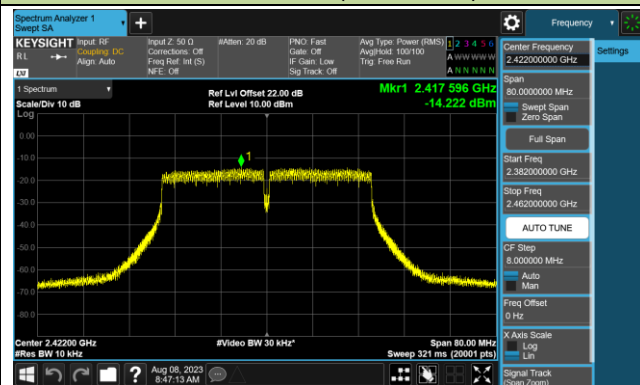 Spectrum Analyzer 1
Swept SA
+
Frequency
KEYSIGHT
RL
LXI
Input: RF
Coupling: DC
Align: Auto
Input Z: 50 Ω
Corrections: Off
Freq Ref: Int (S)
NFE: Off
#Atten: 20 dB
PNO: Fast
Gate: Off
IF Gain: Low
Sig Track: Off
Avg Type: Power (RMS)
Avg|Hold: 100/100
Trig: Free Run
1 2 3 4 5 6
A W W W W W
A N N N N N
1 Spectrum
Scale/Div 10 dB
Log
Ref Lvl Offset 22.00 dB
Ref Level 10.00 dBm
Mkr1 2.417 596 GHz
-14.222 dBm
0.00
-10.0
-20.0
-30.0
-40.0
-50.0
-60.0
-70.0
-80.0
1
Center 2.42200 GHz
#Res BW 10 kHz
#Video BW 30 kHz*
Span 80.00 MHz
Sweep 321 ms (20001 pts)
Center Frequency
2.422000000 GHz
Settings
Span
80.0000000 MHz
Swept Span
Zero Span
Full Span
Start Freq
2.382000000 GHz
Stop Freq
2.462000000 GHz
AUTO TUNE
CF Step
8.000000 MHz
Auto
Man
Freq Offset
0 Hz
X Axis Scale
Log
Lin
Signal Track
(Span Zoom)
?
Aug 08, 2023
8:47:13 AM